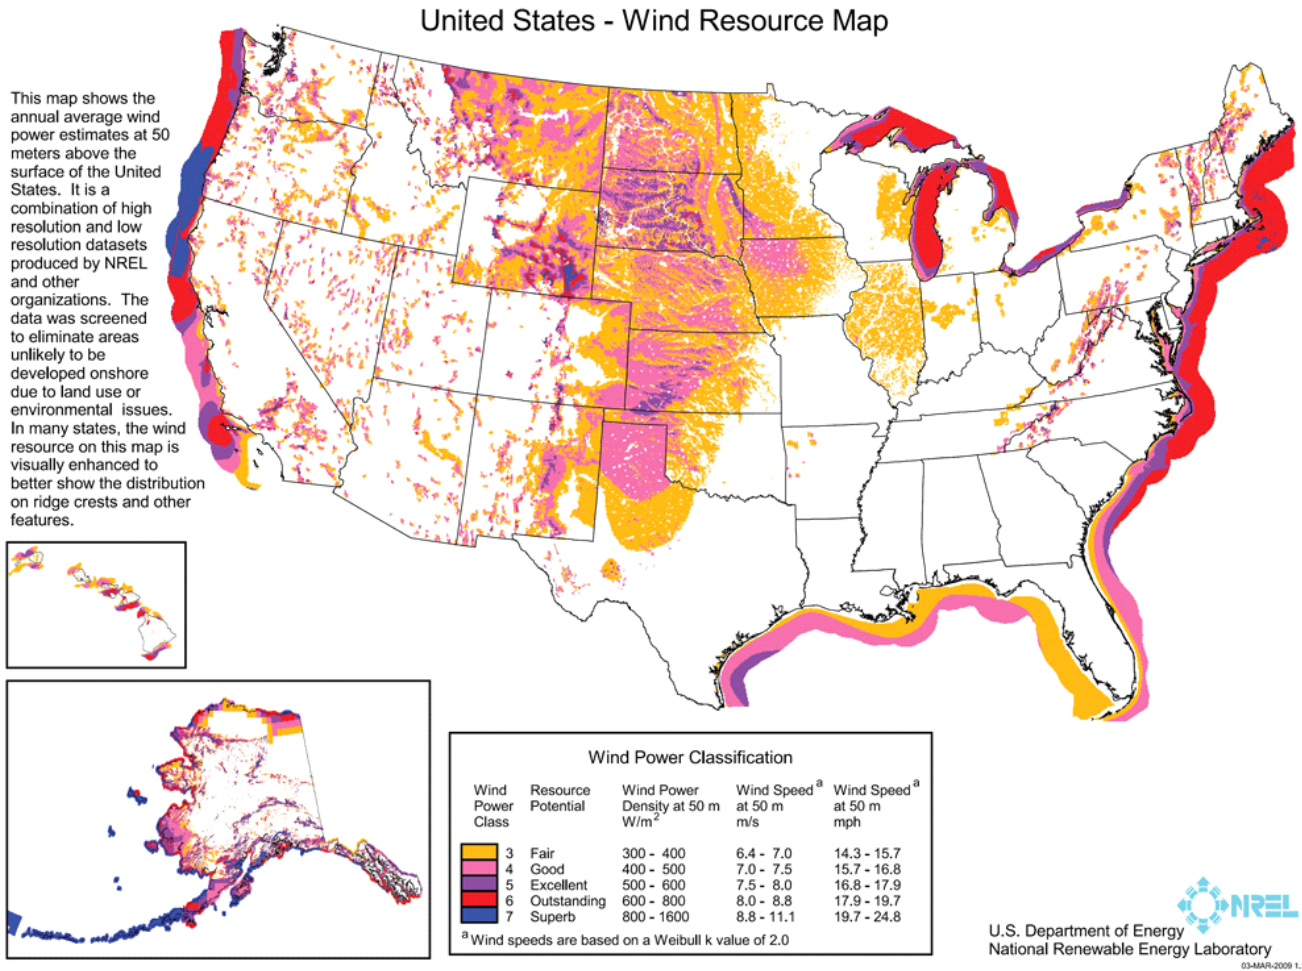 United States - Wind Resource Map
This map shows the
annual average wind
power estimates at 50
meters above the
surface of the United
States. It is a
combination of high
resolution and low
resolution datasets
produced by NREL
and other
organizations. The
data was screened
to eliminate areas
unlikely to be
developed onshore
due to land use or
environmental issues.
In many states, the wind
resource on this map is
visually enhanced to
better show the distribution
on ridge crests and other
features.
Wind Power Classification
Wind Resource Wind Power Wind Speed a Wind Speed a
Power Potential Density at 50 m at 50 m at 50 m
Class W/m2 m/s mph
3 Fair 300 - 400 6.4 - 7.0 14.3 - 15.7
4 Good 400 - 500 7.0 - 7.5 15.7 - 16.8
5 Excellent 500 - 600 7.5 - 8.0 16.8 - 17.9
6 Outstanding 600 - 800 8.0 - 8.8 17.9 - 19.7
7 Superb 800 - 1600 8.8 - 11.1 19.7 - 24.8
a Wind speeds are based on a Weibull k value of 2.0
NREL
U.S. Department of Energy
National Renewable Energy Laboratory
03-MAR-2009 1.